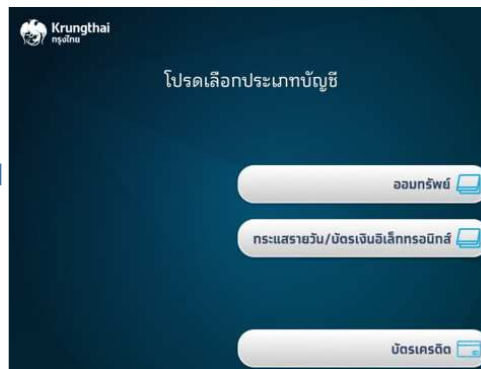 Krungthai
กรุงไทย
โปรดเลือกประเภทบัญชี
ออมทรัพย์
กระแสรายวัน/บัตรเงินอิเล็กทรอนิกส์
บัตรเครดิต